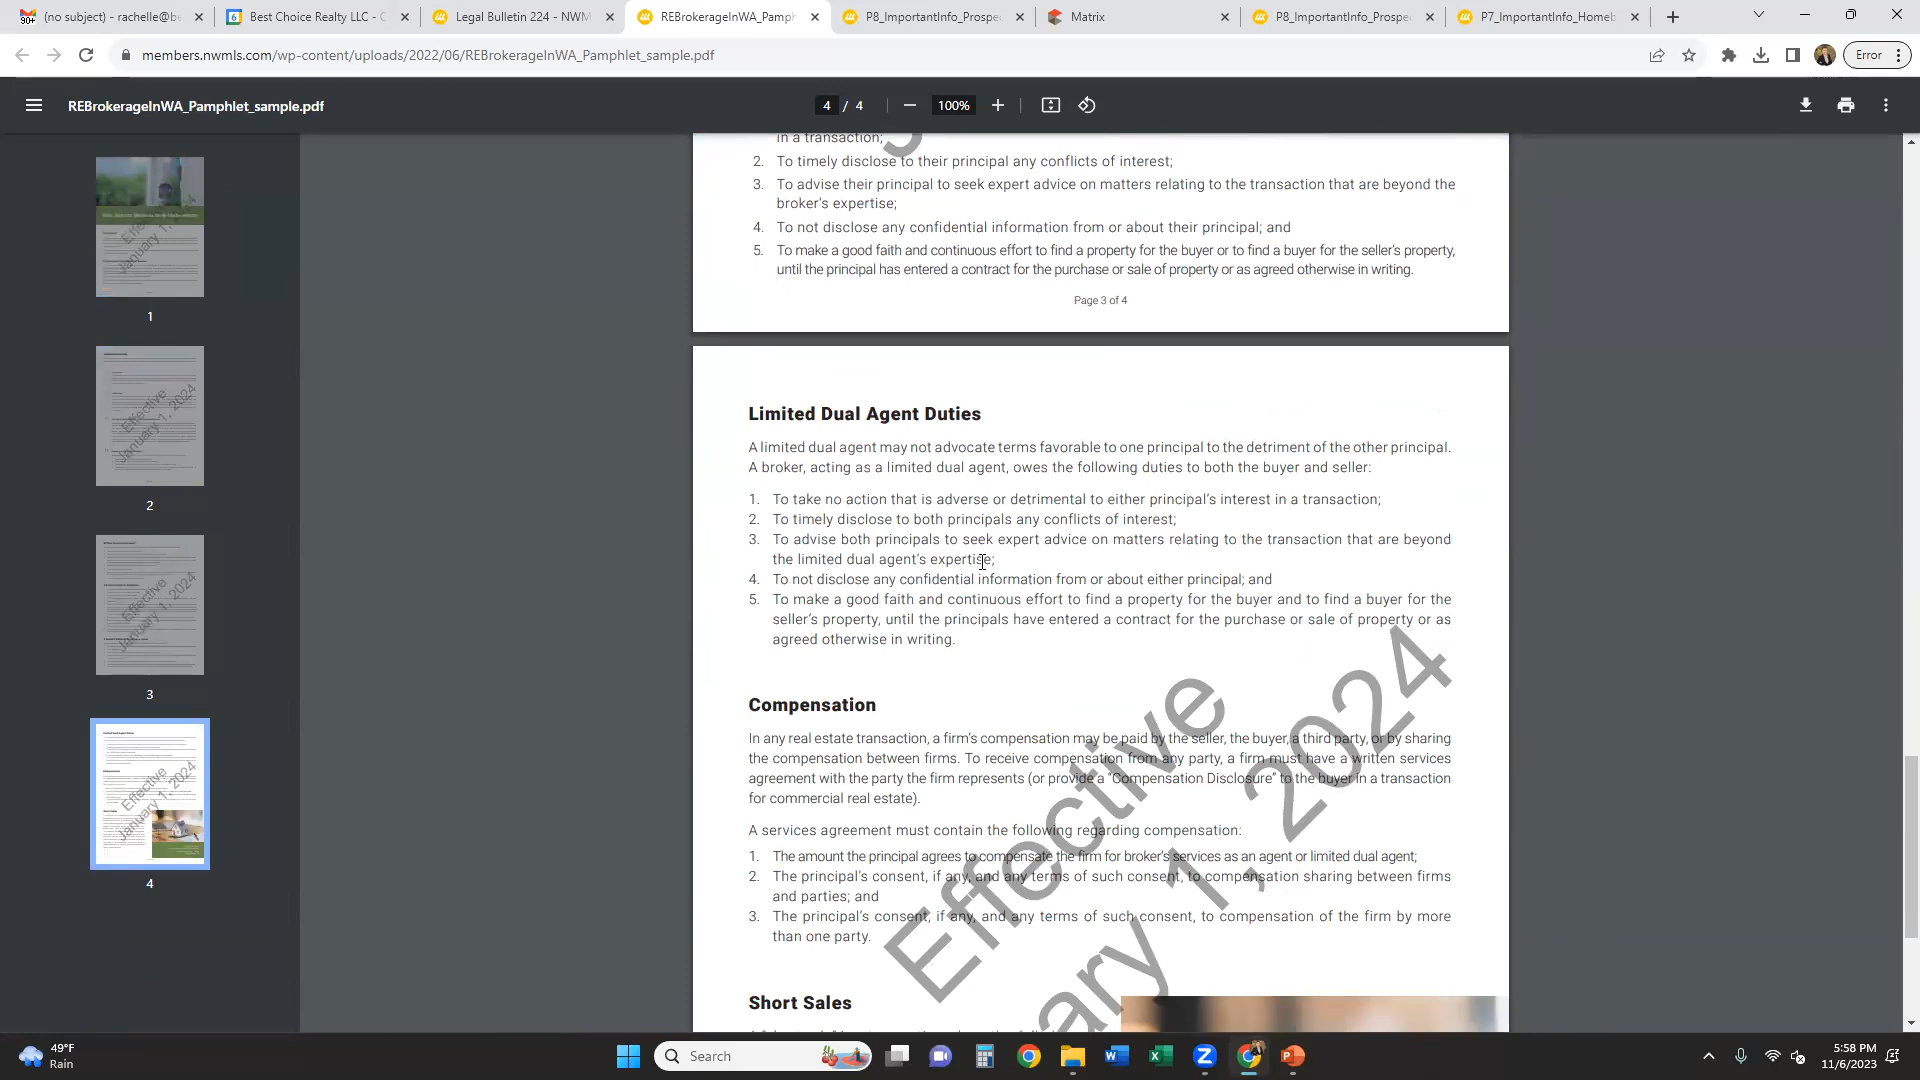 (no subject) - rachelle@be
Best Choice Realty LLC - C
Legal Bulletin 224 - NWM
REBrokerageInWA_Pamph
P8_ImportantInfo_Prospe
Matrix
P8_ImportantInfo_Prospe
P7_ImportantInfo_Homeb
members.nwmls.com/wp-content/uploads/2022/06/REBrokerageInWA_Pamphlet_sample.pdf
Error
REBrokerageInWA_Pamphlet_sample.pdf
4 / 4
100%
1
2
3
4
in a transaction;
2. To timely disclose to their principal any conflicts of interest;
3. To advise their principal to seek expert advice on matters relating to the transaction that are beyond the
broker's expertise;
4. To not disclose any confidential information from or about their principal; and
5. To make a good faith and continuous effort to find a property for the buyer or to find a buyer for the seller's property,
until the principal has entered a contract for the purchase or sale of property or as agreed otherwise in writing.
Page 3 of 4
Limited Dual Agent Duties
A limited dual agent may not advocate terms favorable to one principal to the detriment of the other principal.
A broker, acting as a limited dual agent, owes the following duties to both the buyer and seller:
1. To take no action that is adverse or detrimental to either principal's interest in a transaction;
2. To timely disclose to both principals any conflicts of interest;
3. To advise both principals to seek expert advice on matters relating to the transaction that are beyond
the limited dual agent's expertise;
4. To not disclose any confidential information from or about either principal; and
5. To make a good faith and continuous effort to find a property for the buyer and to find a buyer for the
seller's property, until the principals have entered a contract for the purchase or sale of property or as
agreed otherwise in writing.
Compensation
In any real estate transaction, a firm's compensation may be paid by the seller, the buyer, a third party, or by sharing
the compensation between firms. To receive compensation from any party, a firm must have a written services
agreement with the party the firm represents (or provide a "Compensation Disclosure" to the buyer in a transaction
for commercial real estate).
A services agreement must contain the following regarding compensation:
1. The amount the principal agrees to compensate the firm for broker's services as an agent or limited dual agent;
2. The principal's consent, if any, and any terms of such consent, to compensation sharing between firms
and parties; and
3. The principal's consent, if any, and any terms of such consent, to compensation of the firm by more
than one party.
Short Sales
Effective
ary 1, 2024
49°F
Rain
Search
5:58 PM
11/6/2023